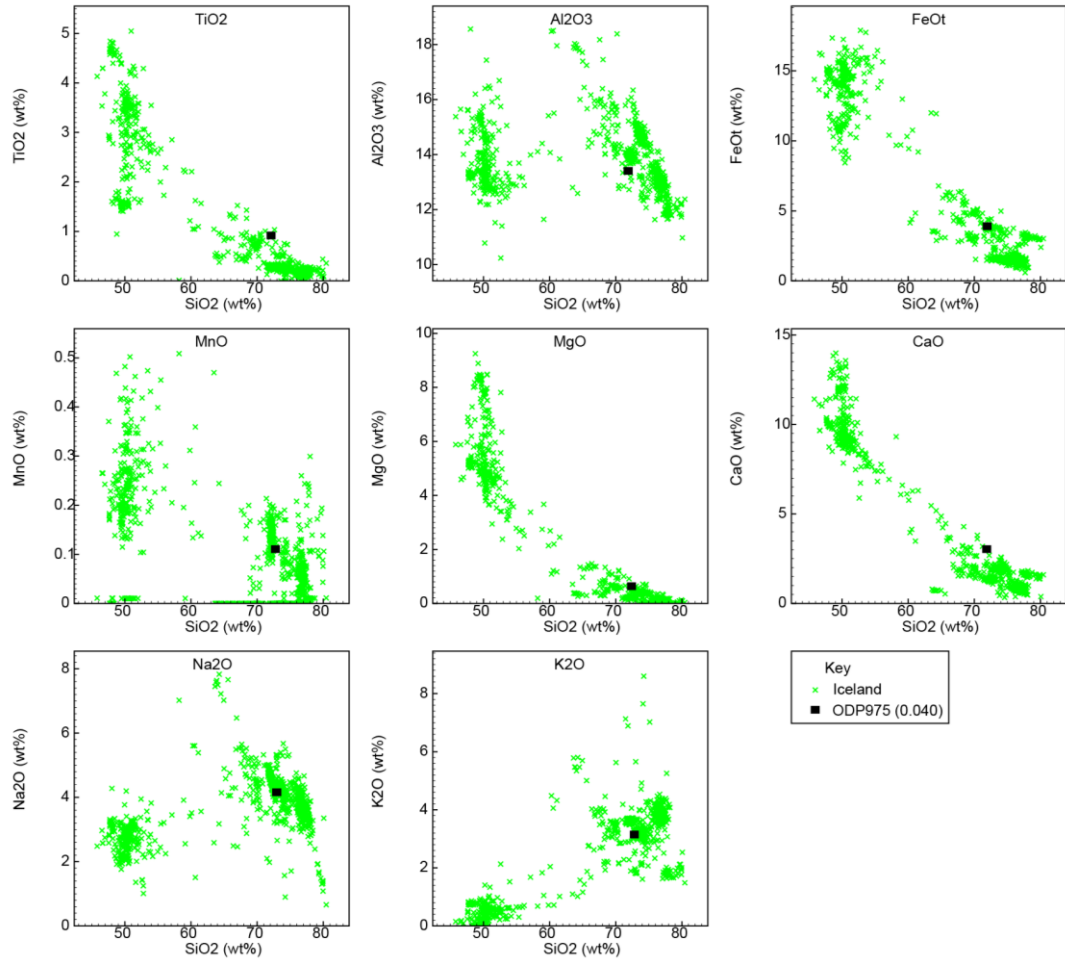 TiO2
Al2O3
FeOt
TiO2 (wt%)
5
4
3
2
1
0
50 60 70 80
SiO2 (wt%)
Al2O3 (wt%)
18
16
14
12
10
50 60 70 80
SiO2 (wt%)
FeOt (wt%)
15
10
5
0
50 60 70 80
SiO2 (wt%)
MnO
MgO
CaO
MnO (wt%)
0.5
0.4
0.3
0.2
0.1
0
50 60 70 80
SiO2 (wt%)
MgO (wt%)
10
8
6
4
2
0
50 60 70 80
SiO2 (wt%)
CaO (wt%)
15
10
5
0
50 60 70 80
SiO2 (wt%)
Na2O
K2O
Na2O (wt%)
8
6
4
2
0
50 60 70 80
SiO2 (wt%)
K2O (wt%)
8
6
4
2
0
50 60 70 80
SiO2 (wt%)
Key
Iceland
ODP975 (0.040)